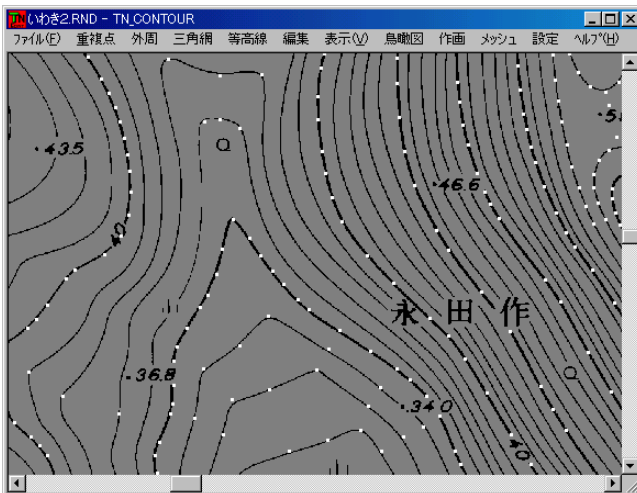 いわき2.RND - TN_CONTOUR
ファイル(F) 重複点 外周 三角網 等高線 編集 表示(V) 鳥瞰図 作画 メッシュ 設定 ヘルプ(H)
43.5
46.6
40
永田作
36.8
34.0
40